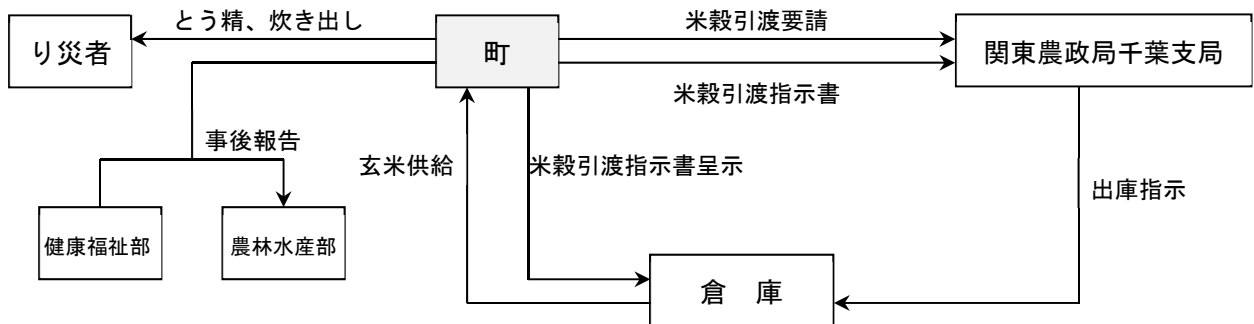 とう精、炊き出し
米穀引渡要請
り災者
町
関東農政局千葉支局
米穀引渡指示書
事後報告
玄米供給
米穀引渡指示書呈示
出庫指示
健康福祉部
農林水産部
倉　庫